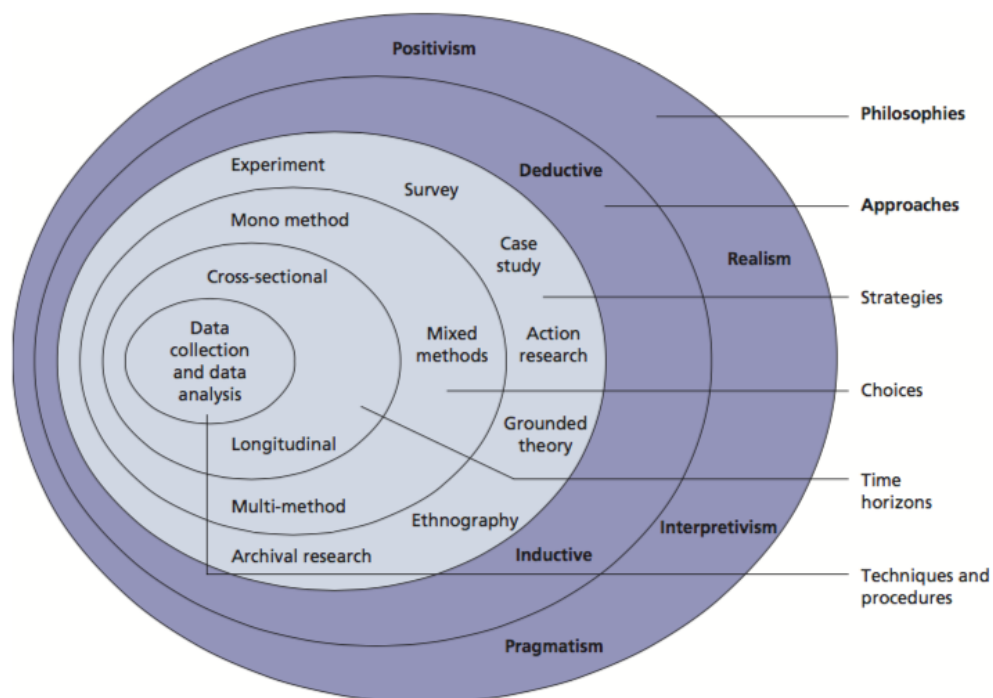 Positivism
Philosophies
Experiment
Deductive
Survey
Approaches
Mono method
Case
study
Realism
Cross-sectional
Strategies
Data
collection
and data
analysis
Mixed
methods
Action
research
Choices
Grounded
theory
Longitudinal
Time
horizons
Multi-method
Ethnography
Interpretivism
Archival research
Inductive
Techniques and
procedures
Pragmatism